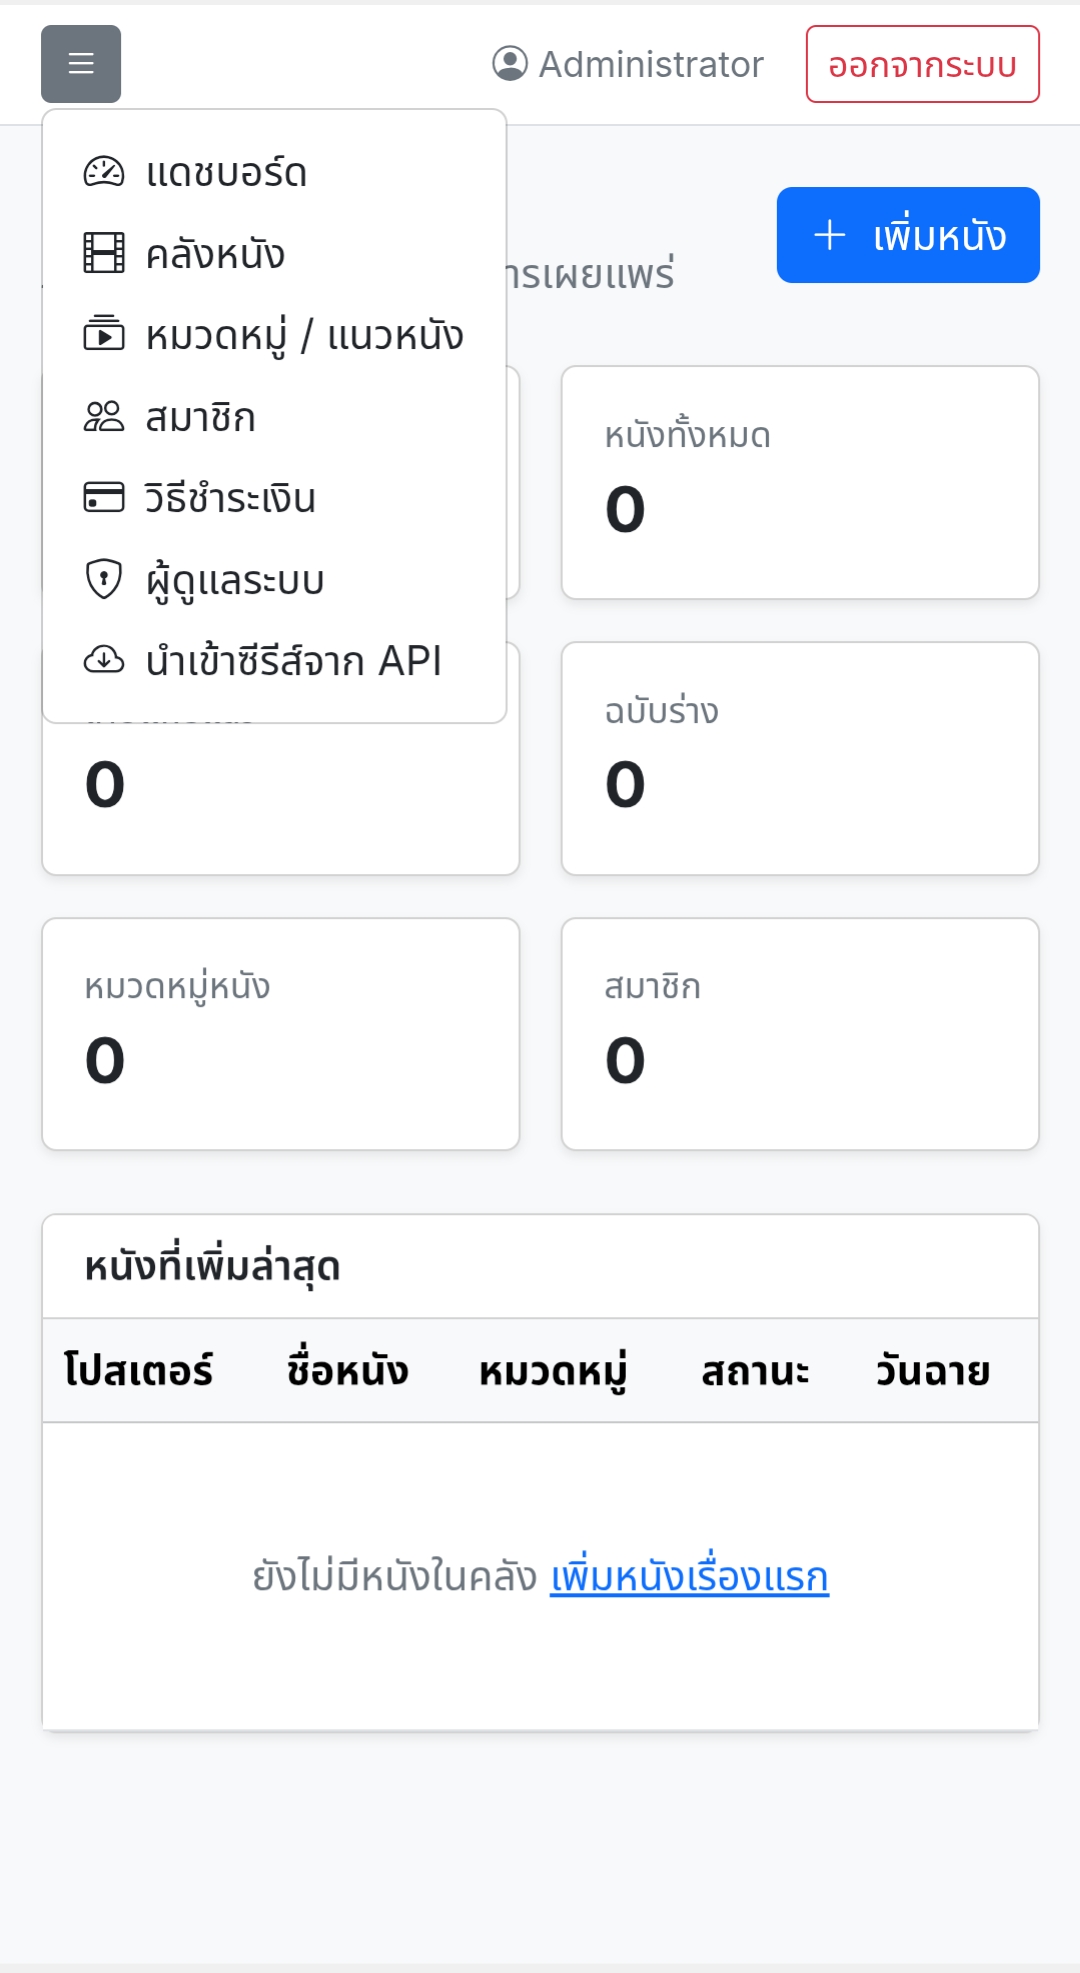 Administrator
ออกจากระบบ
แดชบอร์ด
คลังหนัง
หมวดหมู่ / แนวหนัง
สมาชิก
วิธีชำระเงิน
ผู้ดูแลระบบ
นำเข้าซีรีส์จาก API
เพิ่มหนัง
ารเผยแพร่
หนังทั้งหมด
0
0
ฉบับร่าง
0
หมวดหมู่หนัง
0
สมาชิก
0
หนังที่เพิ่มล่าสุด
โปสเตอร์ ชื่อหนัง หมวดหมู่ สถานะ วันฉาย
ยังไม่มีหนังในคลัง เพิ่มหนังเรื่องแรก